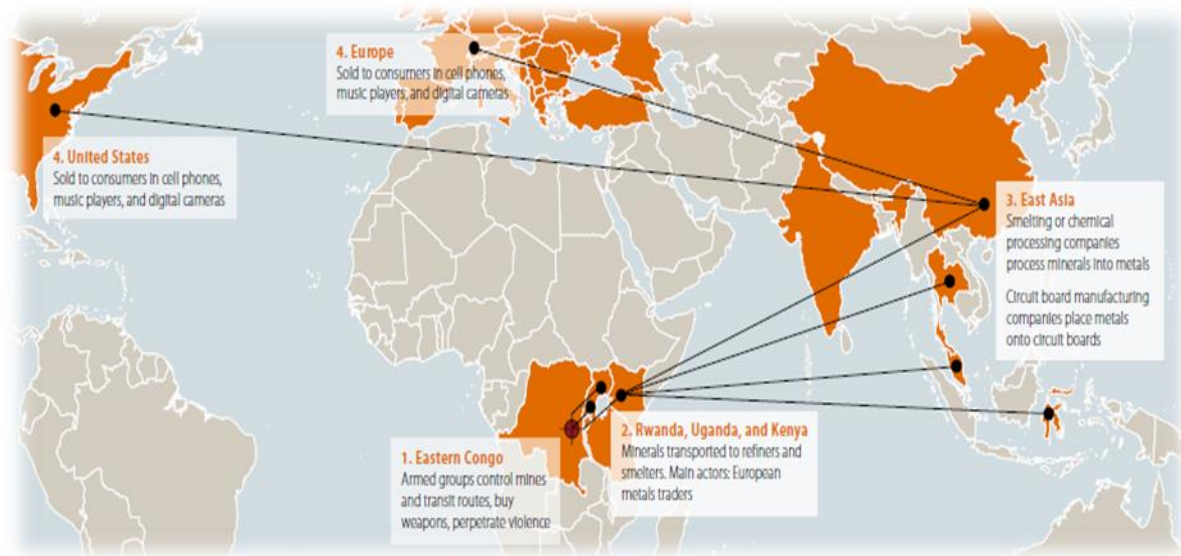 4. Europe
Sold to consumers in cell phones,
music players, and digital cameras
4. United States
Sold to consumers in cell phones,
music players, and digital cameras
3. East Asia
Smelting or chemical
processing companies
process minerals into metals
Circuit board manufacturing
companies place metals
onto circuit boards
1. Eastern Congo
Armed groups control mines
and transit routes, buy
weapons, perpetrate violence
2. Rwanda, Uganda, and Kenya
Minerals transported to refiners and
smelters. Main actors: European
metals traders